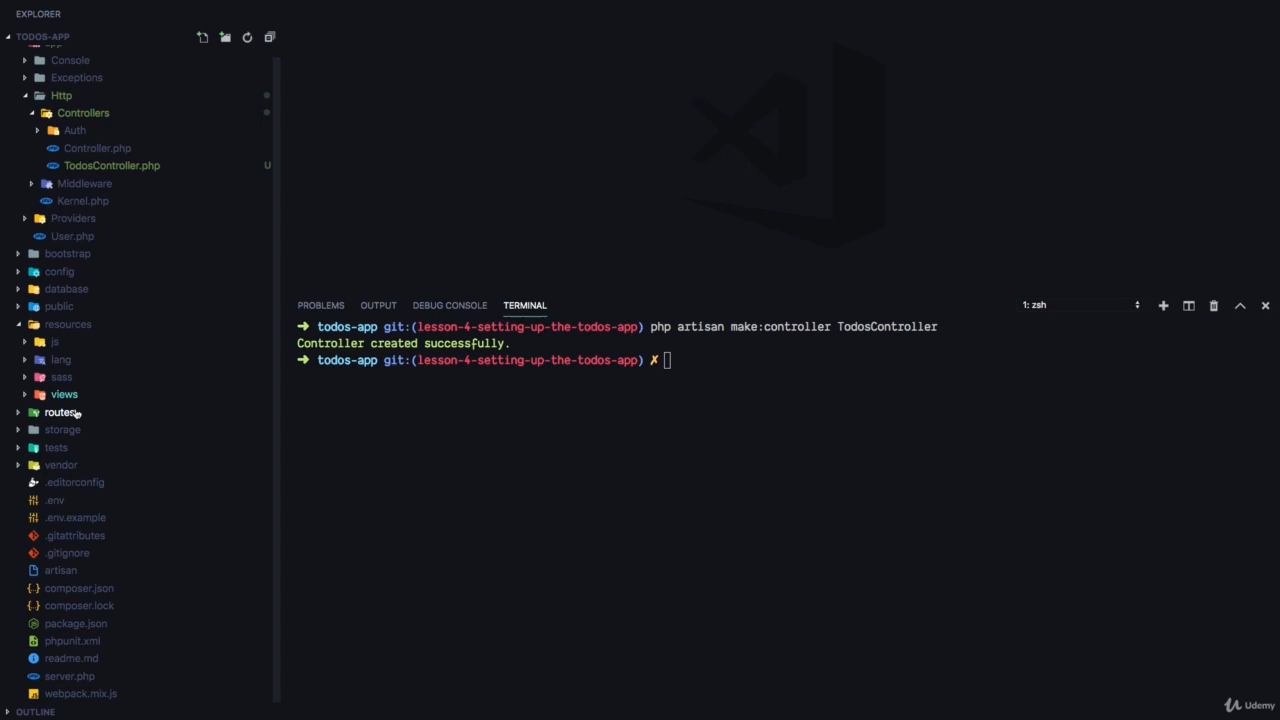 EXPLORER
TODOS-APP
app
Console
Exceptions
Http
Controllers
Auth
Controller.php
TodosController.php U
Middleware
Kernel.php
Providers
User.php
bootstrap
config
database
public
resources
js
lang
sass
views
routes
storage
tests
vendor
.editorconfig
.env
.env.example
.gitattributes
.gitignore
artisan
composer.json
composer.lock
package.json
phpunit.xml
readme.md
server.php
webpack.mix.js
OUTLINE
PROBLEMS OUTPUT DEBUG CONSOLE TERMINAL 1: zsh
➜ todos-app git:(lesson-4-setting-up-the-todos-app) php artisan make:controller TodosController
Controller created successfully.
➜ todos-app git:(lesson-4-setting-up-the-todos-app) ✗
Udemy